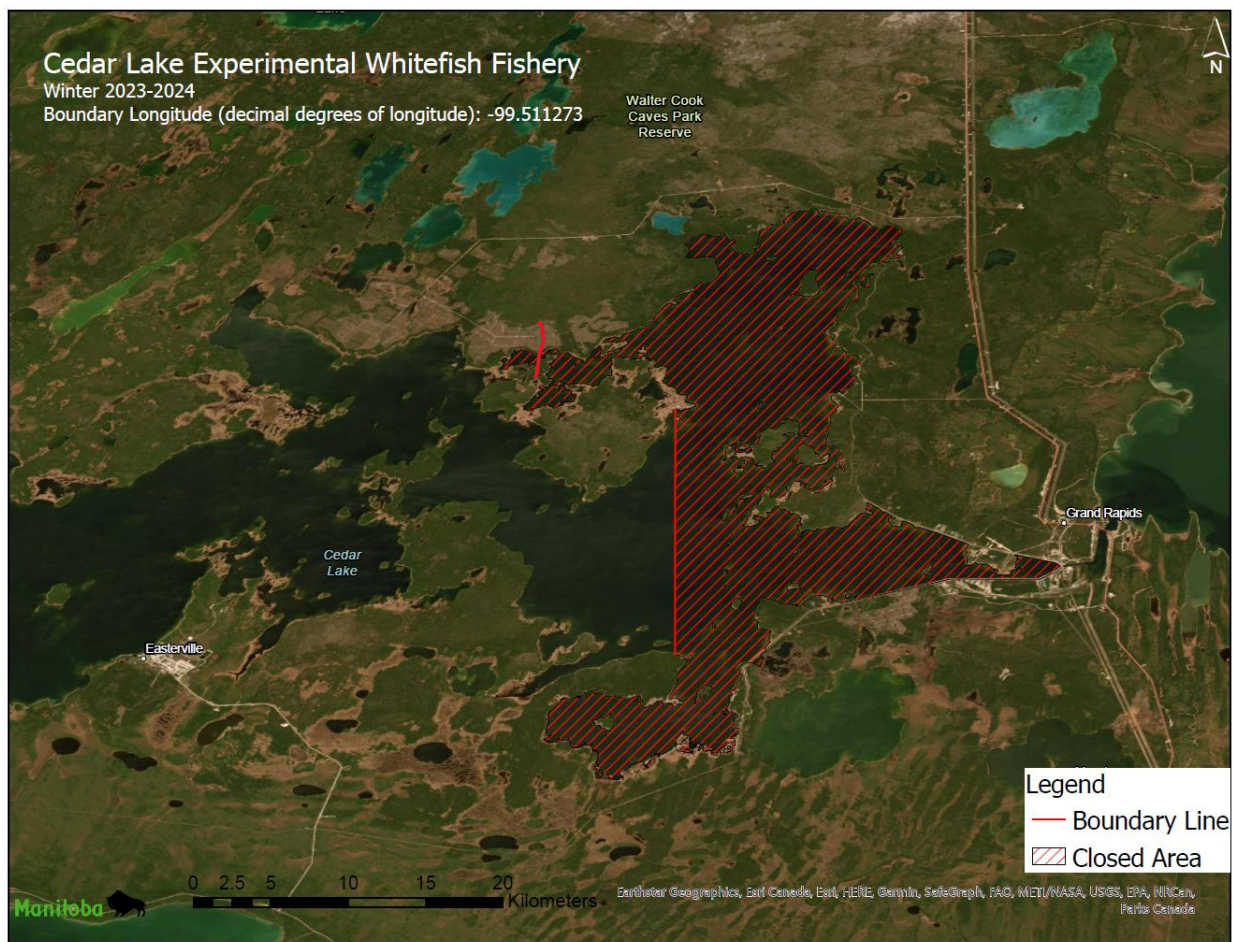 Lake
Cedar Lake Experimental Whitefish Fishery
Winter 2023-2024
Boundary Longitude (decimal degrees of longitude): -99.511273
N
Walter Cook
Caves Park
Reserve
Grand Rapids
Cedar
Lake
Easterville
Legend
Boundary Line
Closed Area
0 2.5 5 10 15 20
Kilometers
Manitoba
Earthstar Geographics, Esri Canada, Esri, HERE, Garmin, SafeGraph, FAO, METI/NASA, USGS, EPA, NRCan,
Parks Canada